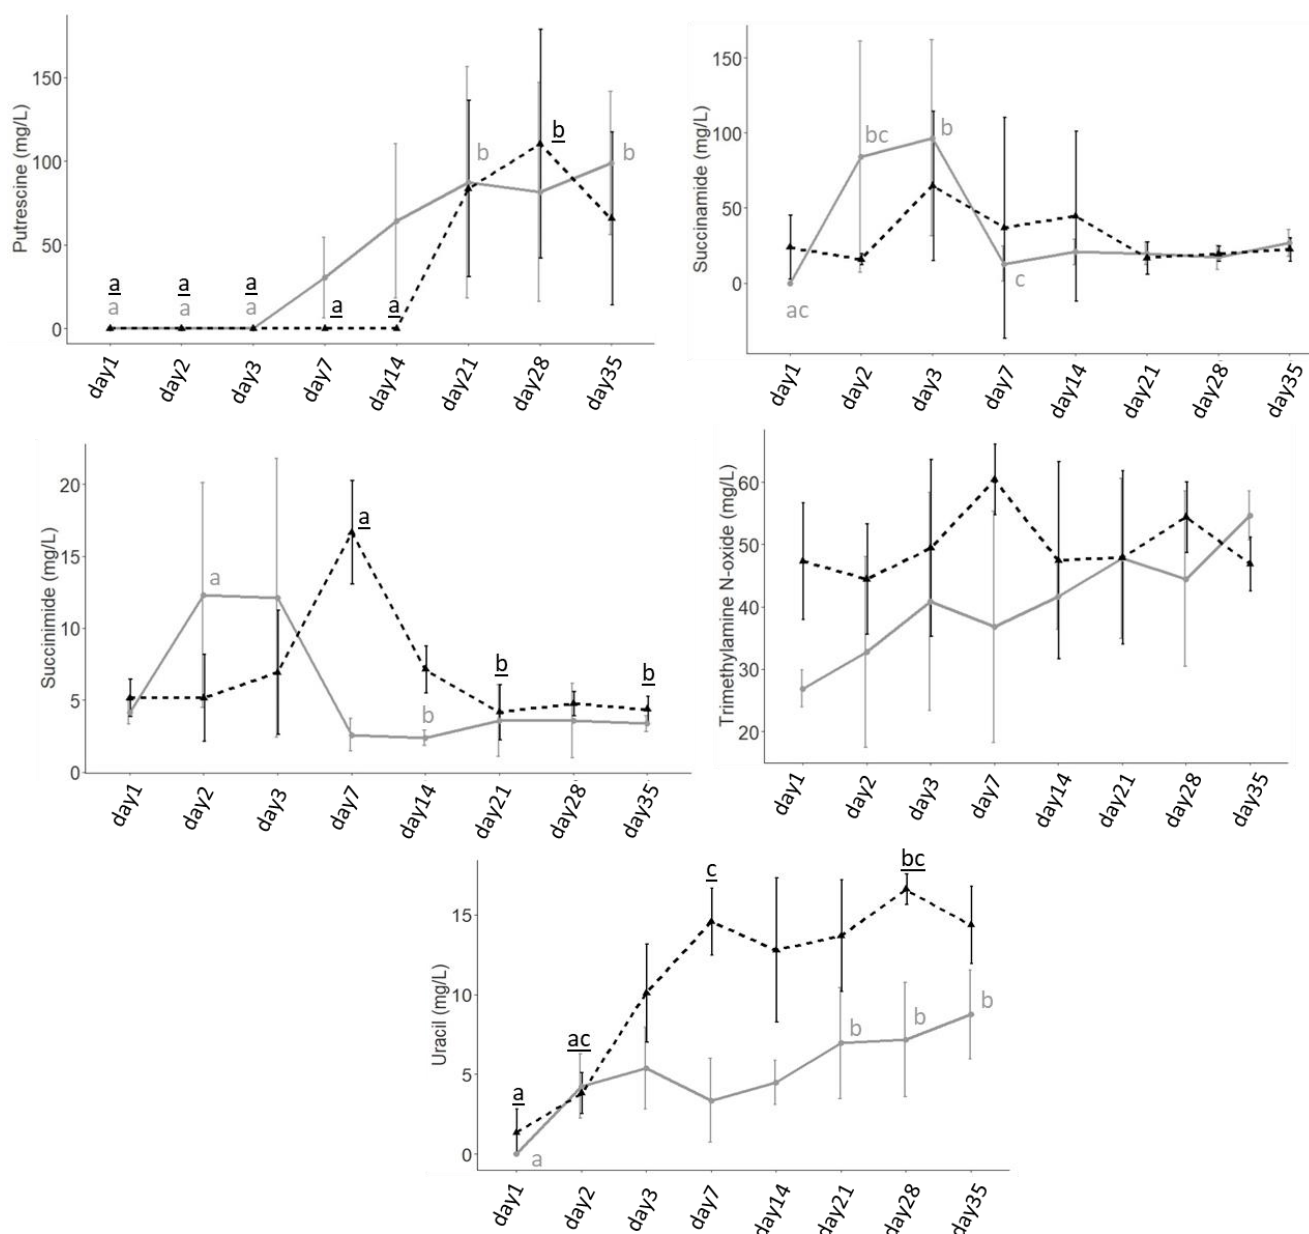 Putrescine (mg/L)
150
100
50
0
a
a
a
a
a
a
a
a
b
b
b
day1
day2
day3
day7
day14
day21
day28
day35
Succinamide (mg/L)
150
100
50
0
ac
bc
b
c
day1
day2
day3
day7
day14
day21
day28
day35
Succinimide (mg/L)
20
15
10
5
0
a
a
b
b
b
day1
day2
day3
day7
day14
day21
day28
day35
Trimethylamine N-oxide (mg/L)
60
50
40
30
20
day1
day2
day3
day7
day14
day21
day28
day35
Uracil (mg/L)
15
10
5
0
a
a
ac
c
b
bc
b
b
day1
day2
day3
day7
day14
day21
day28
day35